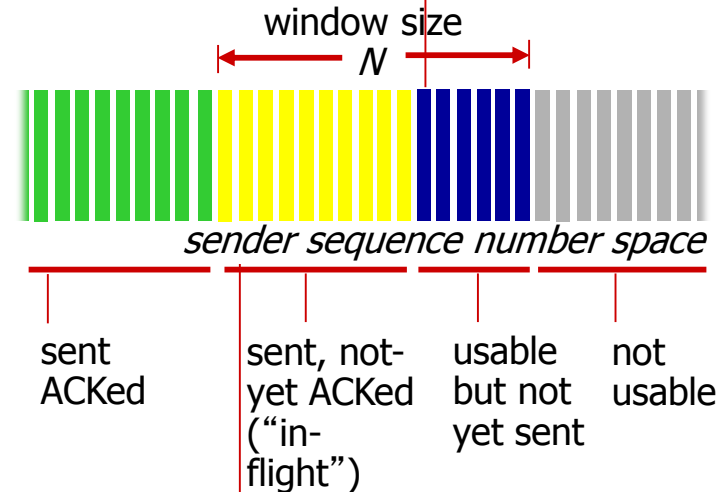 window size
N
sender sequence number space
sent
ACKed
sent, not-
yet ACKed
(“in-
flight”)
usable
but not
yet sent
not
usable